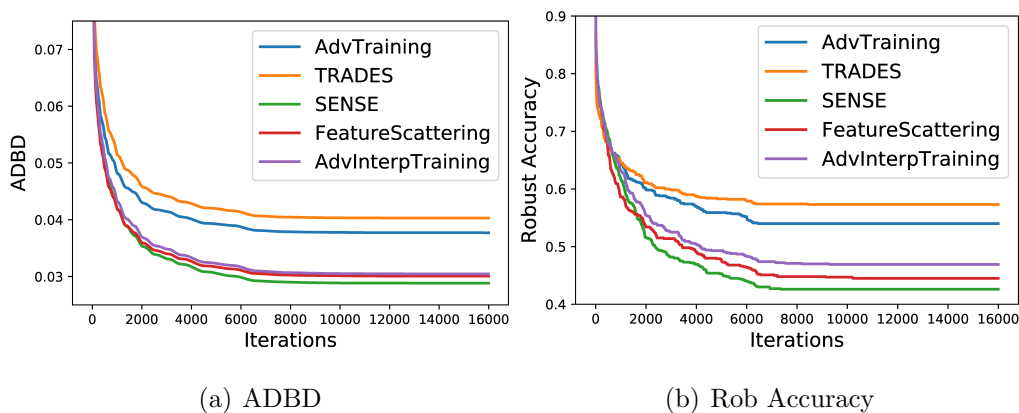 0.07
0.06
0.05
0.04
0.03
ADBD
AdvTraining
TRADES
SENSE
FeatureScattering
AdvInterpTraining
0 2000 4000 6000 8000 10000 12000 14000 16000
Iterations
(a) ADBD
0.9
0.8
0.7
0.6
0.5
0.4
Robust Accuracy
AdvTraining
TRADES
SENSE
FeatureScattering
AdvInterpTraining
0 2000 4000 6000 8000 10000 12000 14000 16000
Iterations
(b) Rob Accuracy